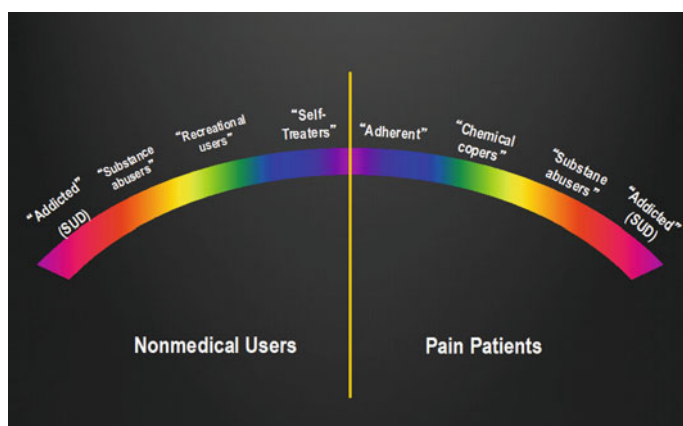 “Addicted”
(SUD)
“Substance
abusers”
“Recreational
users”
“Self-
Treaters”
“Adherent”
“Chemical
copers”
“Substane
abusers”
“Addicted”
(SUD)
Nonmedical Users
Pain Patients